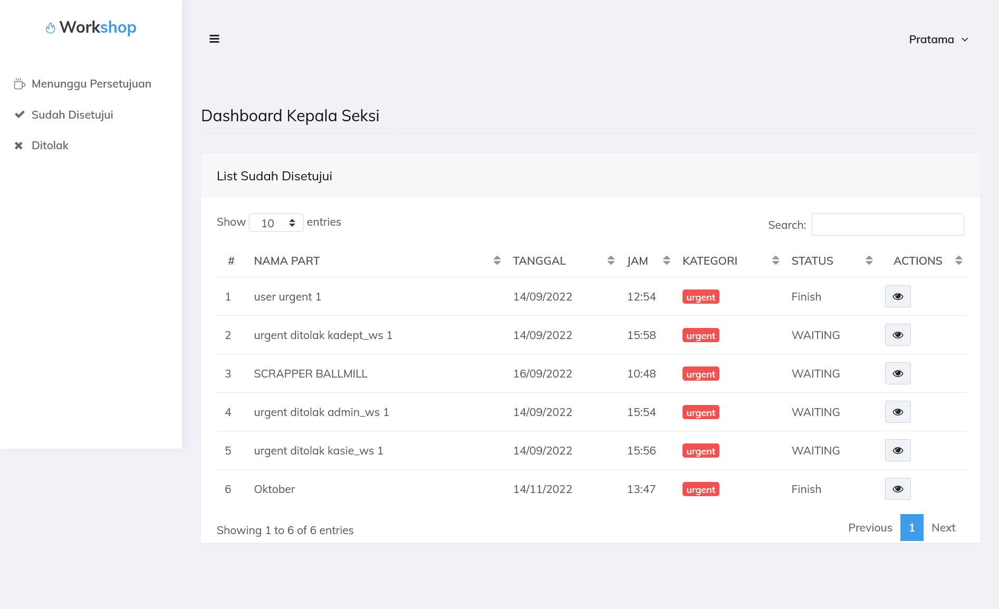 Workshop
Pratama
Menunggu Persetujuan
Sudah Disetujui
Ditolak
Dashboard Kepala Seksi
List Sudah Disetujui
Show 10 entries
Search:
# NAMA PART TANGGAL JAM KATEGORI STATUS ACTIONS
1 user urgent 1 14/09/2022 12:54 urgent Finish
2 urgent ditolak kadept_ws 1 14/09/2022 15:58 urgent WAITING
3 SCRAPPER BALLMILL 16/09/2022 10:48 urgent WAITING
4 urgent ditolak admin_ws 1 14/09/2022 15:54 urgent WAITING
5 urgent ditolak kasie_ws 1 14/09/2022 15:56 urgent WAITING
6 Oktober 14/11/2022 13:47 urgent Finish
Showing 1 to 6 of 6 entries
Previous 1 Next